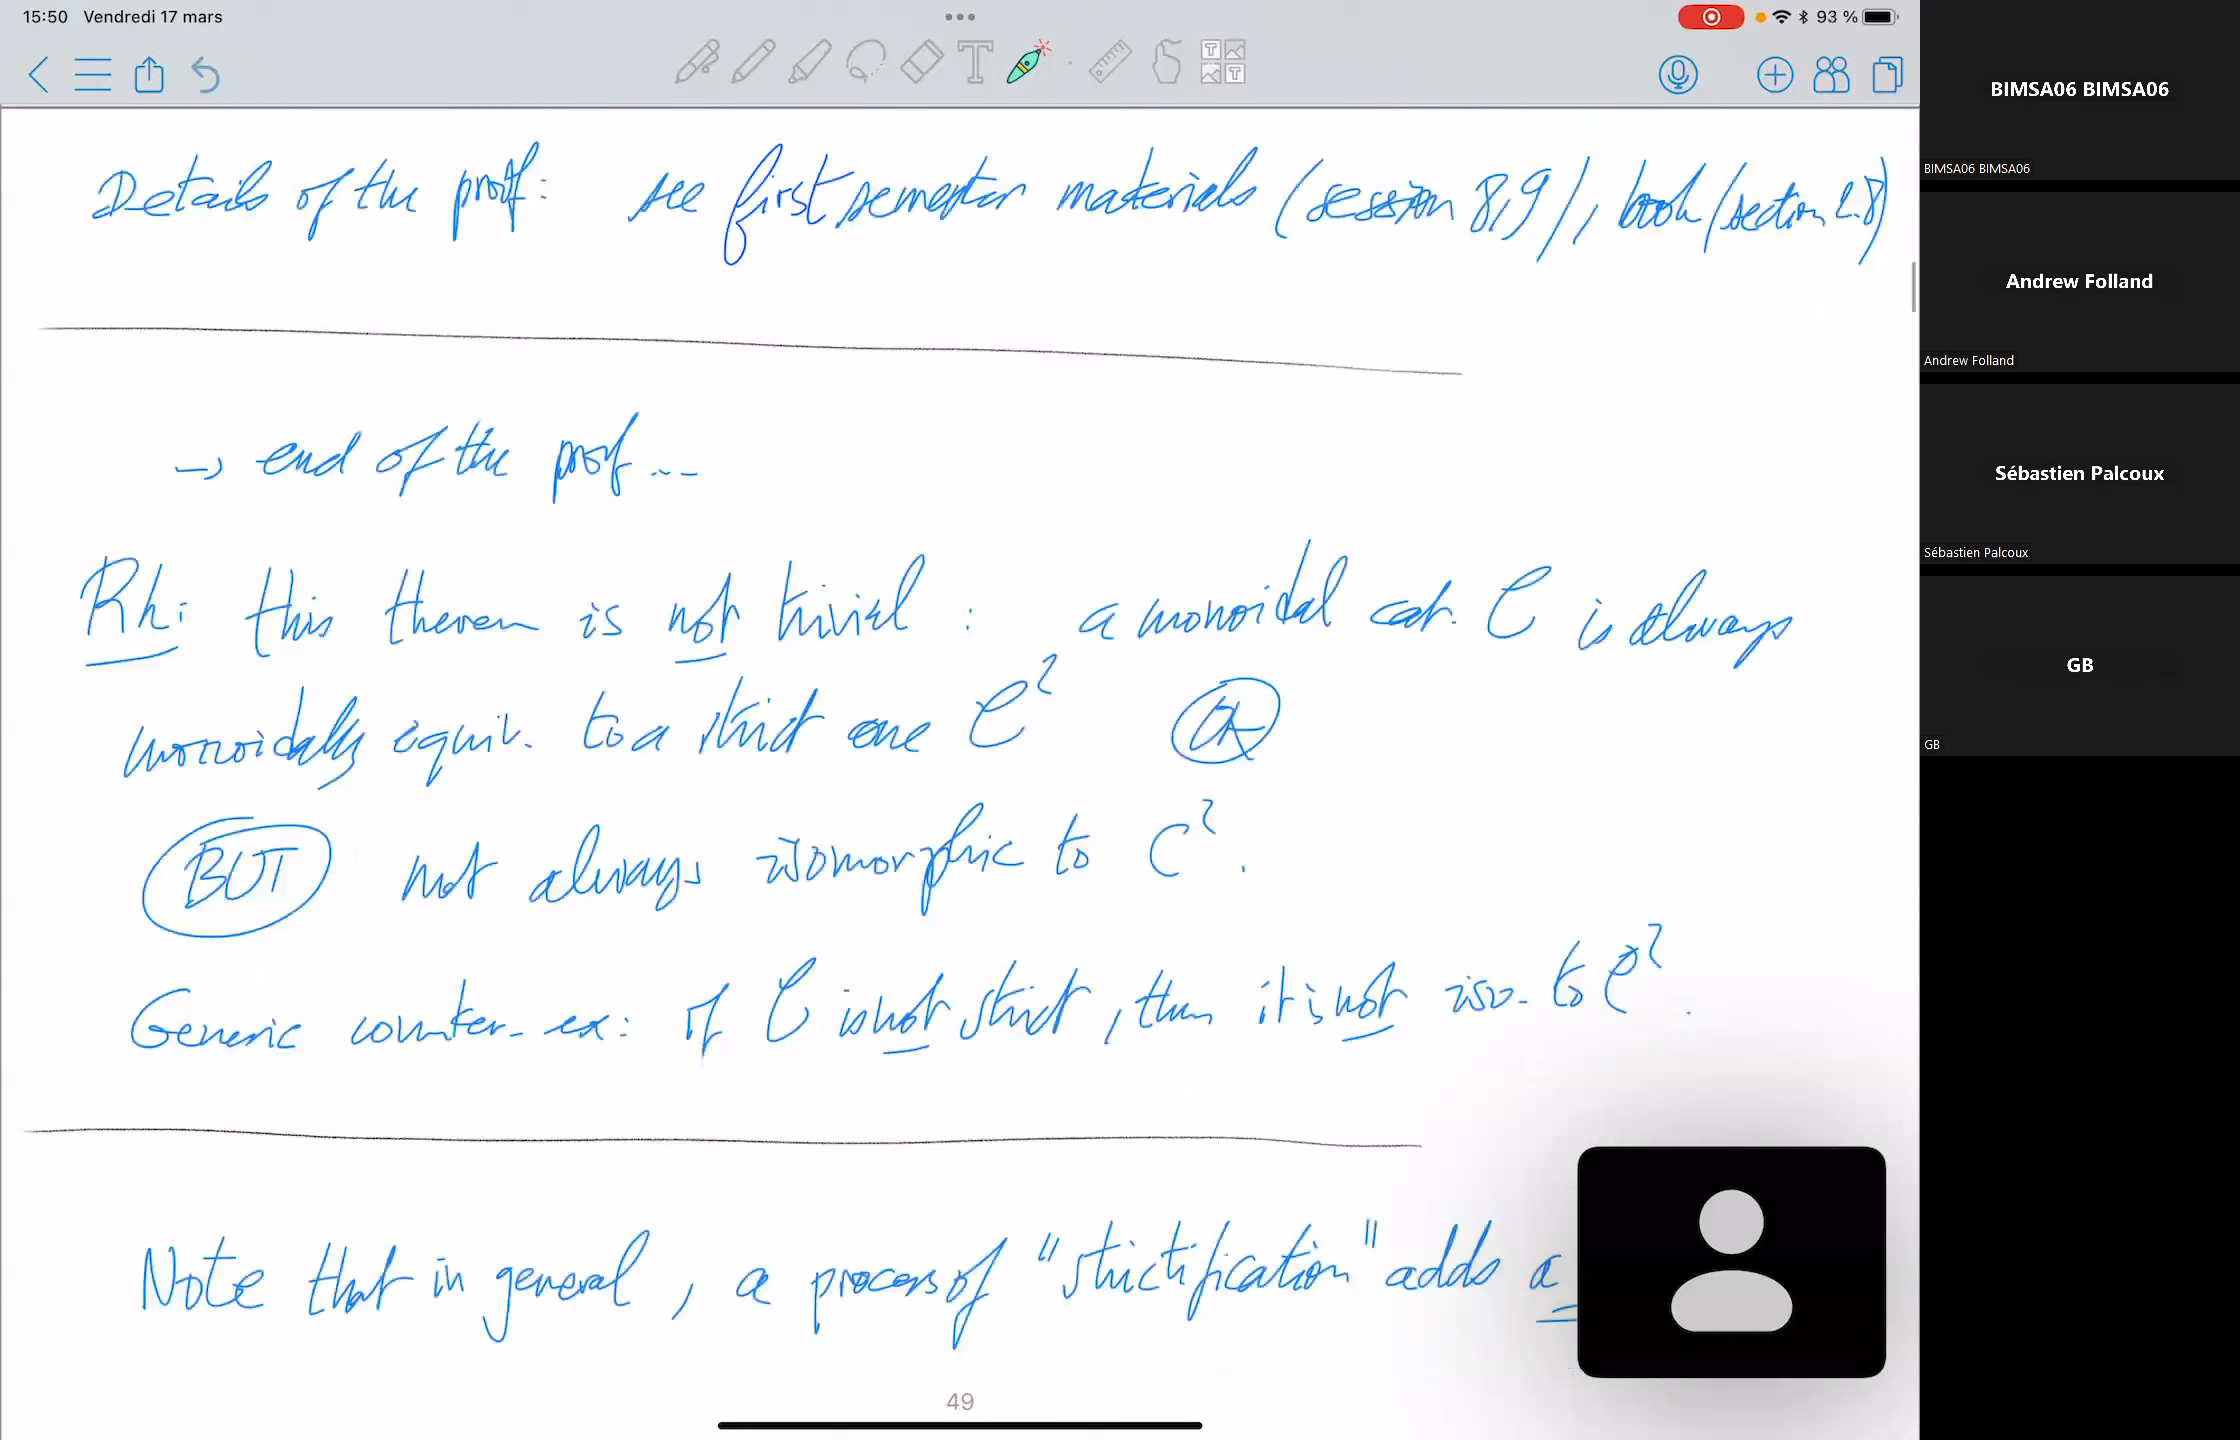 15:50 Vendredi 17 mars
93 %
BIMSA06 BIMSA06
BIMSA06 BIMSA06
Andrew Folland
Andrew Folland
Sébastien Palcoux
Sébastien Palcoux
GB
GB
Details of the proof: see first semester materials (session 8,9), book (section 2.8)
→ end of the proof...
Rk: this theorem is not trivial: a monoidal cat. C is always
monoidally equiv. to a strict one C²
BUT not always isomorphic to C².
Generic counter-ex: if C is not strict, then it is not iso. to C².
Note that in general, a process of "strictification" adds a
49